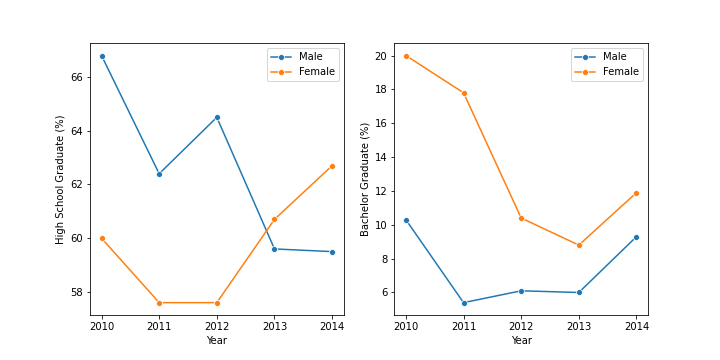 High School Graduate (%)
66
64
62
60
58
Male
Female
2010 2011 2012 2013 2014
Year
Bachelor Graduate (%)
20
18
16
14
12
10
8
6
Male
Female
2010 2011 2012 2013 2014
Year